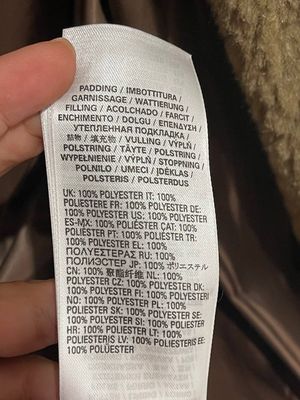 PADDING / IMBOTTITURA /
GARNISSAGE / WATTIERUNG /
FILLING / ACOLCHADO / FARCIT /
ENCHIMENTO / DOLGU / ΕΠΕΝΔΥΣΗ /
УТЕПЛЕННАЯ ПОДКЛАДКА /
詰物 / 填充物 / VULLING / VÝPLŇ /
POLSTRING / TÄYTE / POLSTRING /
WYPEŁNIENIE / VÝPLŇ / STOPPNING /
POLNILO / UMECI / ĮDĖKLAS /
POLSTERIS / POLSTERDUS
UK: 100% POLYESTER IT: 100%
POLIESTERE FR: 100% POLYESTER DE:
100% POLYESTER US: 100% POLYESTER
ES-MX: 100% POLIÉSTER CAT: 100%
POLIÈSTER PT: 100% POLIÉSTER TR:
100% POLYESTER EL: 100%
ΠΟΛΥΕΣΤΕΡΑΣ RU: 100%
ПОЛИЭСТЕР JP: 100% ポリエステル
CN: 100% 聚酯纤维 NL: 100%
POLYESTER CZ: 100% POLYESTER DK:
100% POLYESTER FI: 100% POLYESTERI
NO: 100% POLYESTER PL: 100%
POLIESTER SK: 100% POLYESTER SE:
100% POLYESTER SI: 100% POLIESTER
HR: 100% POLIESTER LT: 100%
POLIESTERIS LV: 100% POLIESTERIS EE:
100% POLÜESTER